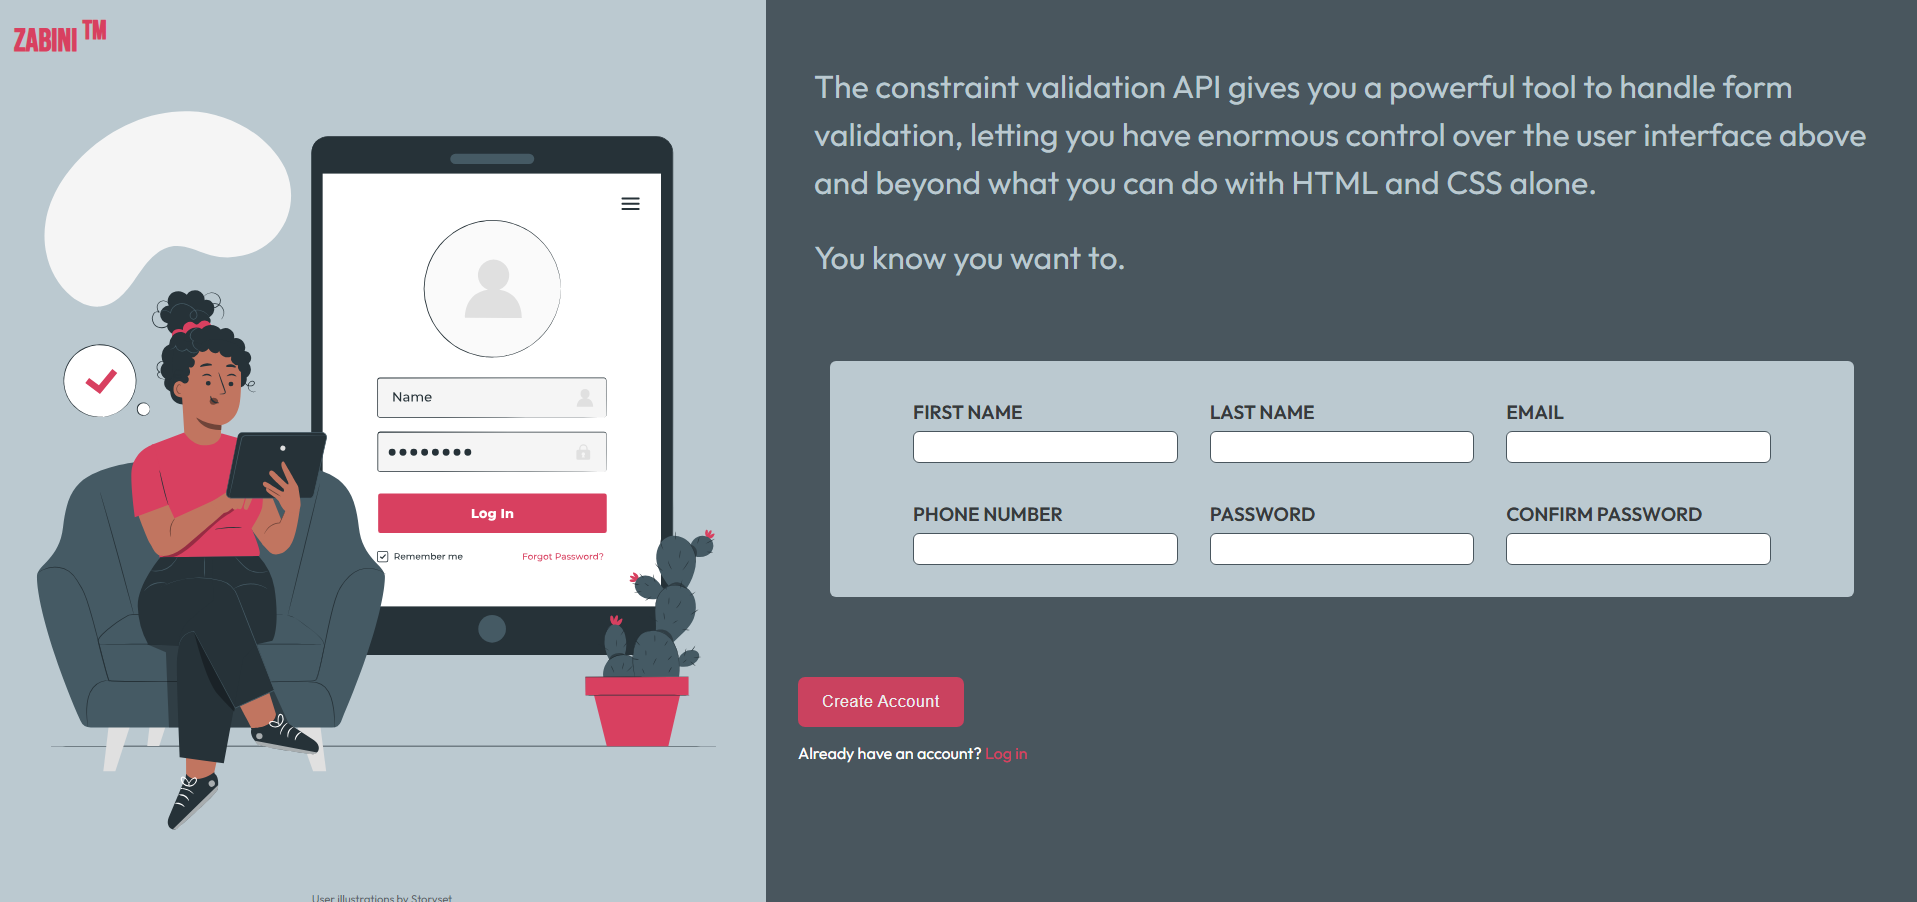 ZABINI TM
Name
Log In
Remember me
Forgot Password?
User illustrations by Storyset
The constraint validation API gives you a powerful tool to handle form
validation, letting you have enormous control over the user interface above
and beyond what you can do with HTML and CSS alone.
You know you want to.
FIRST NAME
LAST NAME
EMAIL
PHONE NUMBER
PASSWORD
CONFIRM PASSWORD
Create Account
Already have an account? Log in